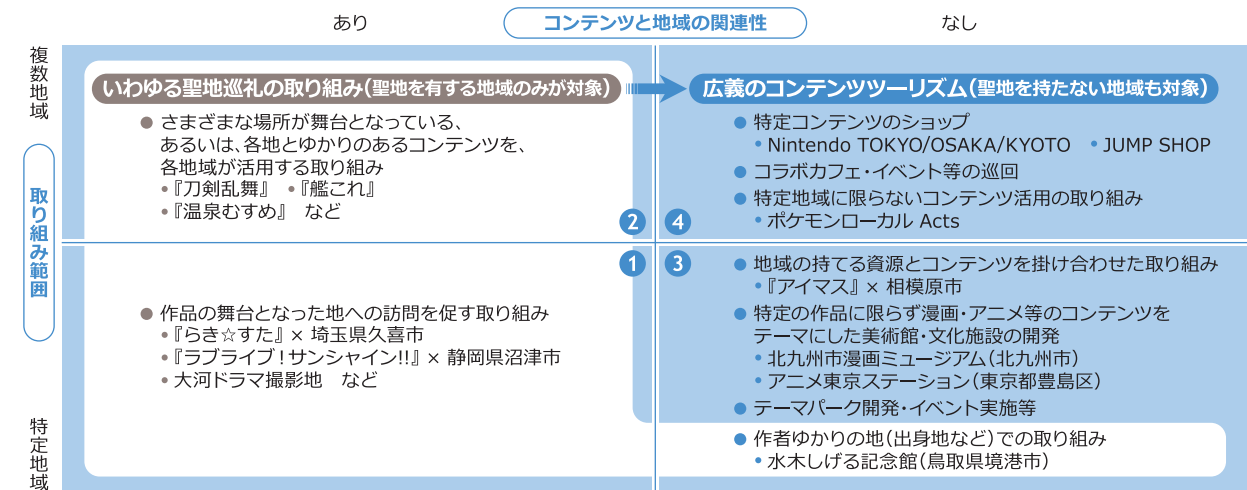 あり
コンテンツと地域の関連性
なし
複数地域
取り組み範囲
特定地域
いわゆる聖地巡礼の取り組み（聖地を有する地域のみが対象）
● さまざまな場所が舞台となっている、
あるいは、各地とゆかりのあるコンテンツを、
各地域が活用する取り組み
• 『刀剣乱舞』 • 『艦これ』
• 『温泉むすめ』 など
2
広義のコンテンツツーリズム（聖地を持たない地域も対象）
● 特定コンテンツのショップ
• Nintendo TOKYO/OSAKA/KYOTO • JUMP SHOP
● コラボカフェ・イベント等の巡回
● 特定地域に限らないコンテンツ活用の取り組み
• ポケモンローカル Acts
4
1
● 作品の舞台となった地への訪問を促す取り組み
• 『らき☆すた』× 埼玉県久喜市
• 『ラブライブ！サンシャイン!!』× 静岡県沼津市
• 大河ドラマ撮影地 など
3
● 地域の持てる資源とコンテンツを掛け合わせた取り組み
• 『アイマス』× 相模原市
● 特定の作品に限らず漫画・アニメ等のコンテンツを
テーマにした美術館・文化施設の開発
• 北九州市漫画ミュージアム（北九州市）
• アニメ東京ステーション（東京都豊島区）
● テーマパーク開発・イベント実施等
● 作者ゆかりの地（出身地など）での取り組み
• 水木しげる記念館（鳥取県境港市）